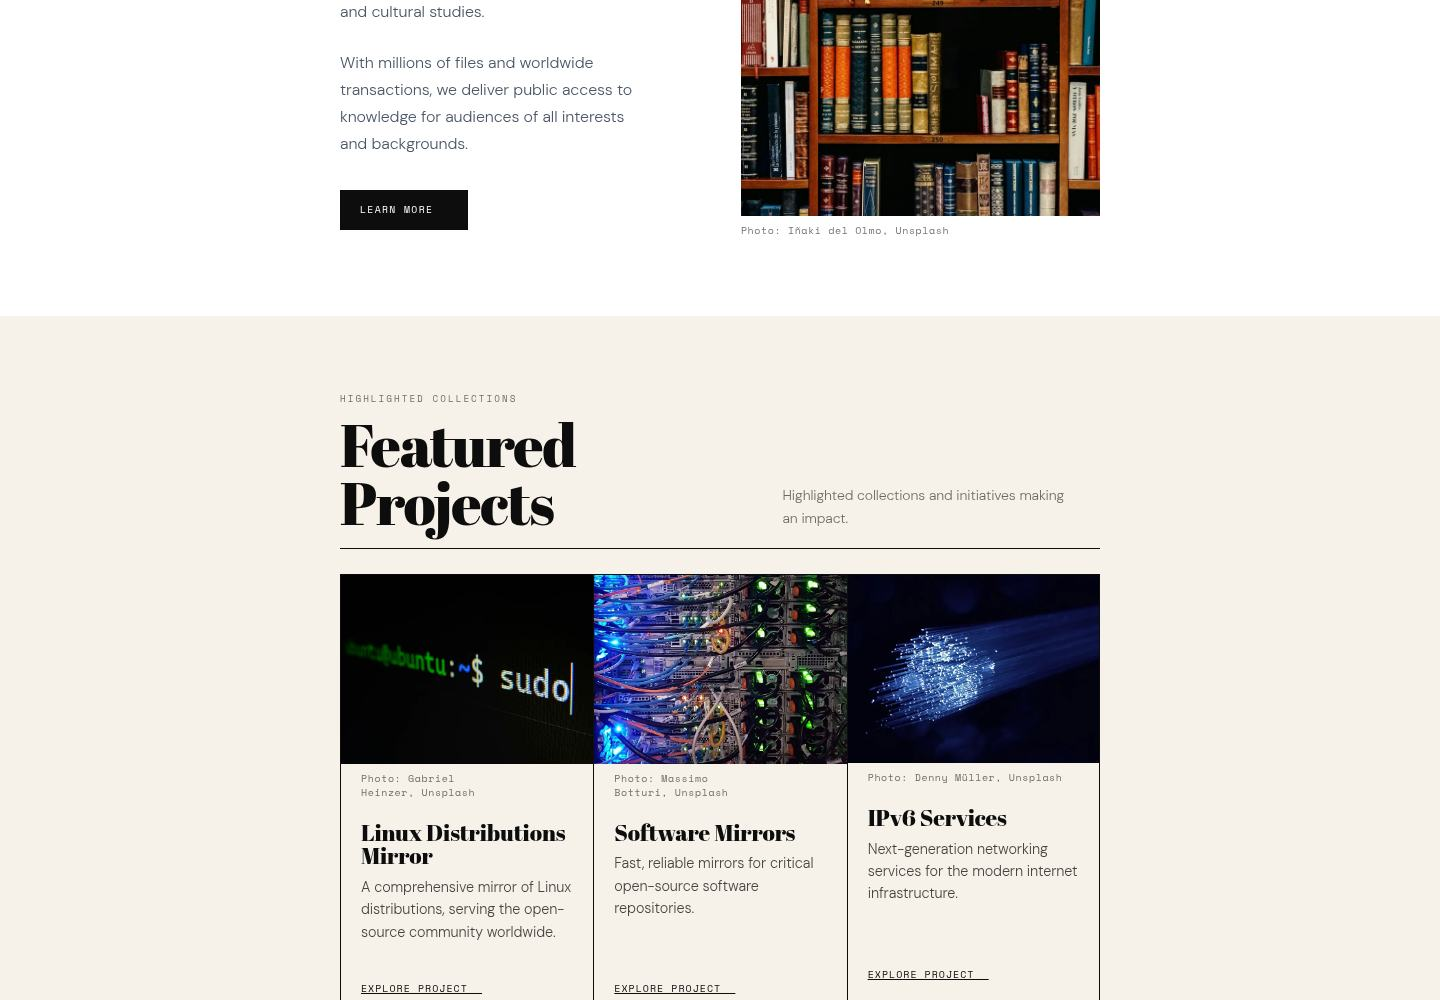 and cultural studies.
With millions of files and worldwide
transactions, we deliver public access to
knowledge for audiences of all interests
and backgrounds.
LEARN MORE
249
250
Photo: Iñaki del Olmo, Unsplash
HIGHLIGHTED COLLECTIONS
Featured
Projects
Highlighted collections and initiatives making
an impact.
ubuntu@ubuntu:~$ sudo
Photo: Gabriel
Heinzer, Unsplash
Linux Distributions
Mirror
A comprehensive mirror of Linux
distributions, serving the open-
source community worldwide.
EXPLORE PROJECT
Photo: Massimo
Botturi, Unsplash
Software Mirrors
Fast, reliable mirrors for critical
open-source software
repositories.
EXPLORE PROJECT
Photo: Denny Müller, Unsplash
IPv6 Services
Next-generation networking
services for the modern internet
infrastructure.
EXPLORE PROJECT